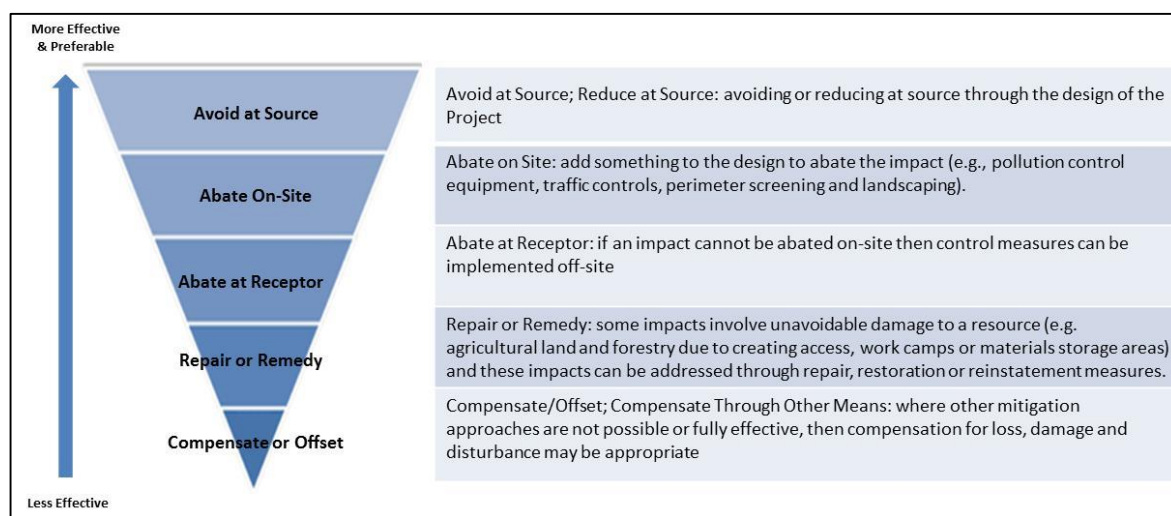 More Effective
& Preferable
Avoid at Source
Avoid at Source; Reduce at Source: avoiding or reducing at source through the design of the
Project
Abate On-Site
Abate on Site: add something to the design to abate the impact (e.g., pollution control
equipment, traffic controls, perimeter screening and landscaping).
Abate at Receptor
Abate at Receptor: if an impact cannot be abated on-site then control measures can be
implemented off-site
Repair or Remedy
Repair or Remedy: some impacts involve unavoidable damage to a resource (e.g.
agricultural land and forestry due to creating access, work camps or materials storage areas)
and these impacts can be addressed through repair, restoration or reinstatement measures.
Compensate or Offset
Compensate/Offset; Compensate Through Other Means: where other mitigation
approaches are not possible or fully effective, then compensation for loss, damage and
disturbance may be appropriate
Less Effective